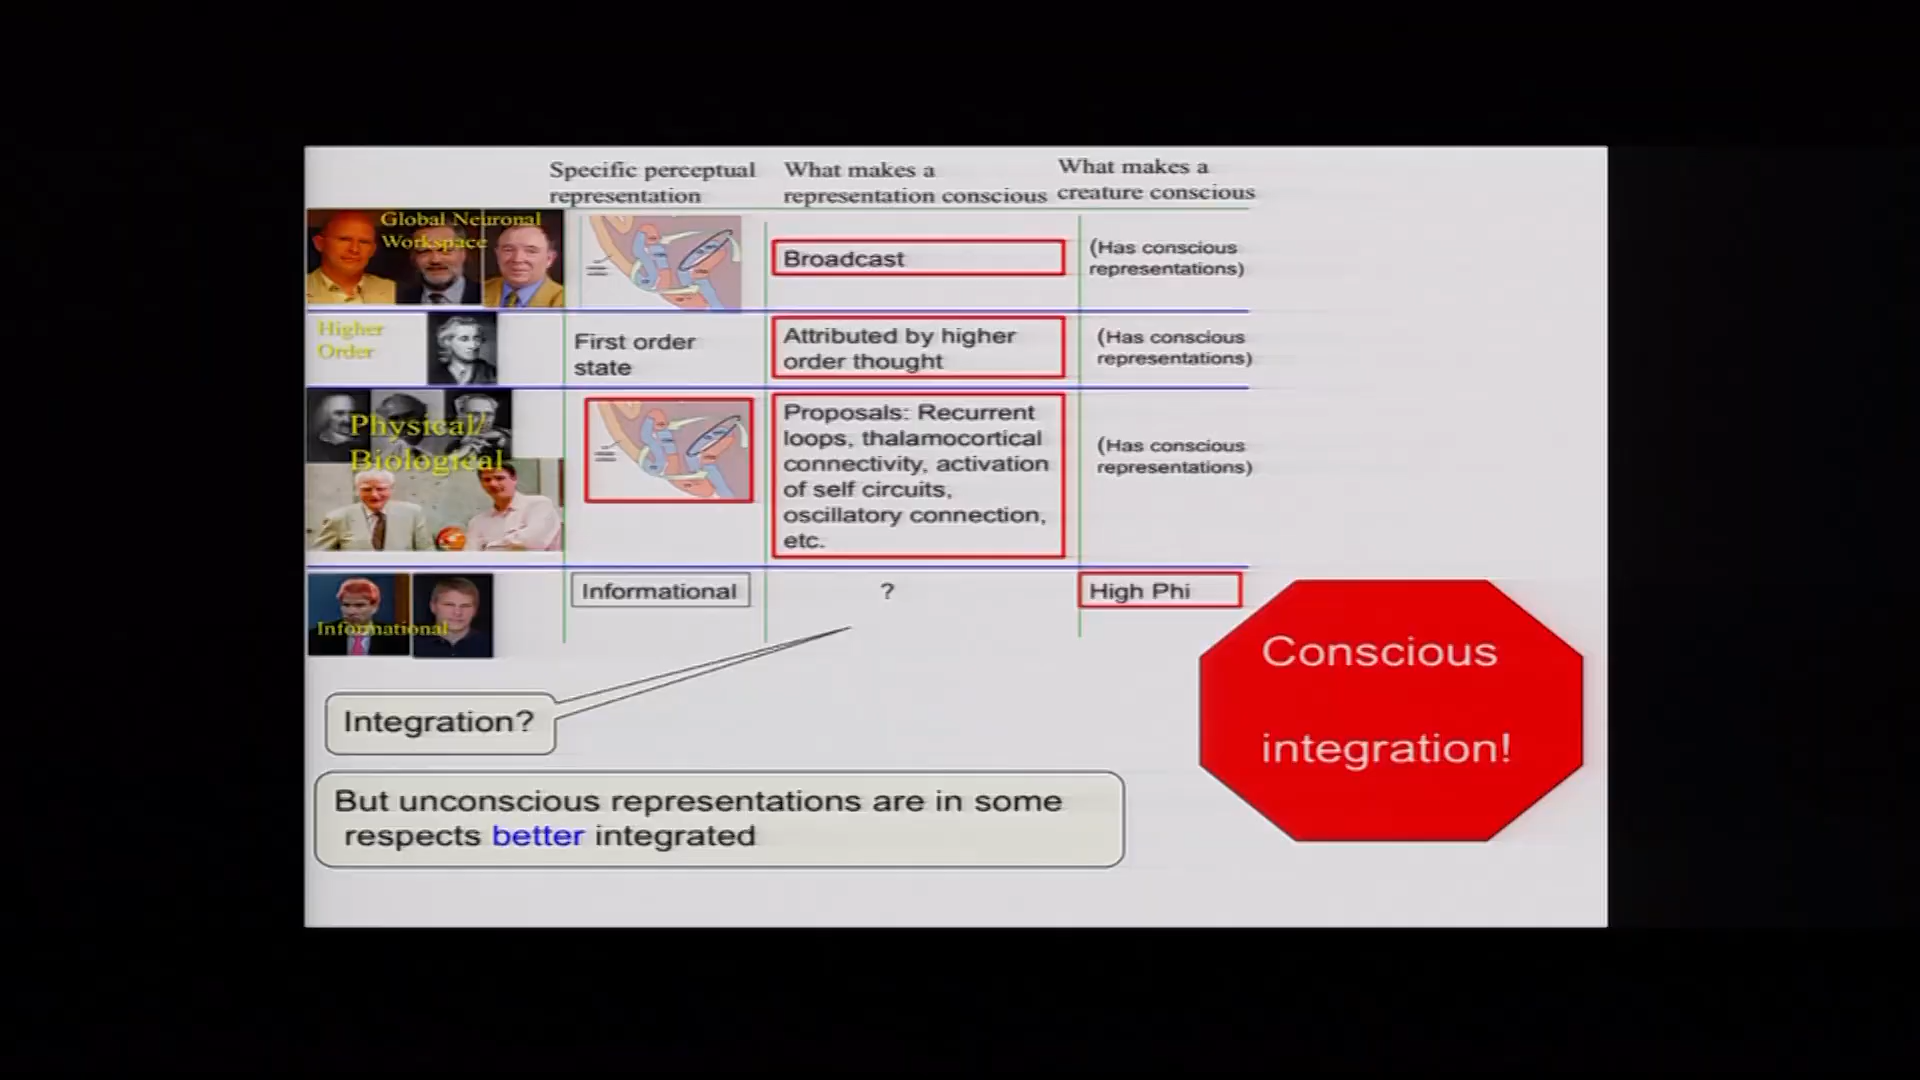 Specific perceptual
representation
What makes a
representation conscious
What makes a
creature conscious
Global Neuronal
Workspace
Broadcast
(Has conscious
representations)
Higher
Order
First order
state
Attributed by higher
order thought
(Has conscious
representations)
Physical/
Biological
Proposals: Recurrent
loops, thalamocortical
connectivity, activation
of self circuits,
oscillatory connection,
etc.
(Has conscious
representations)
Informational
Informational
?
High Phi
Conscious
integration!
Integration?
But unconscious representations are in some
respects better integrated